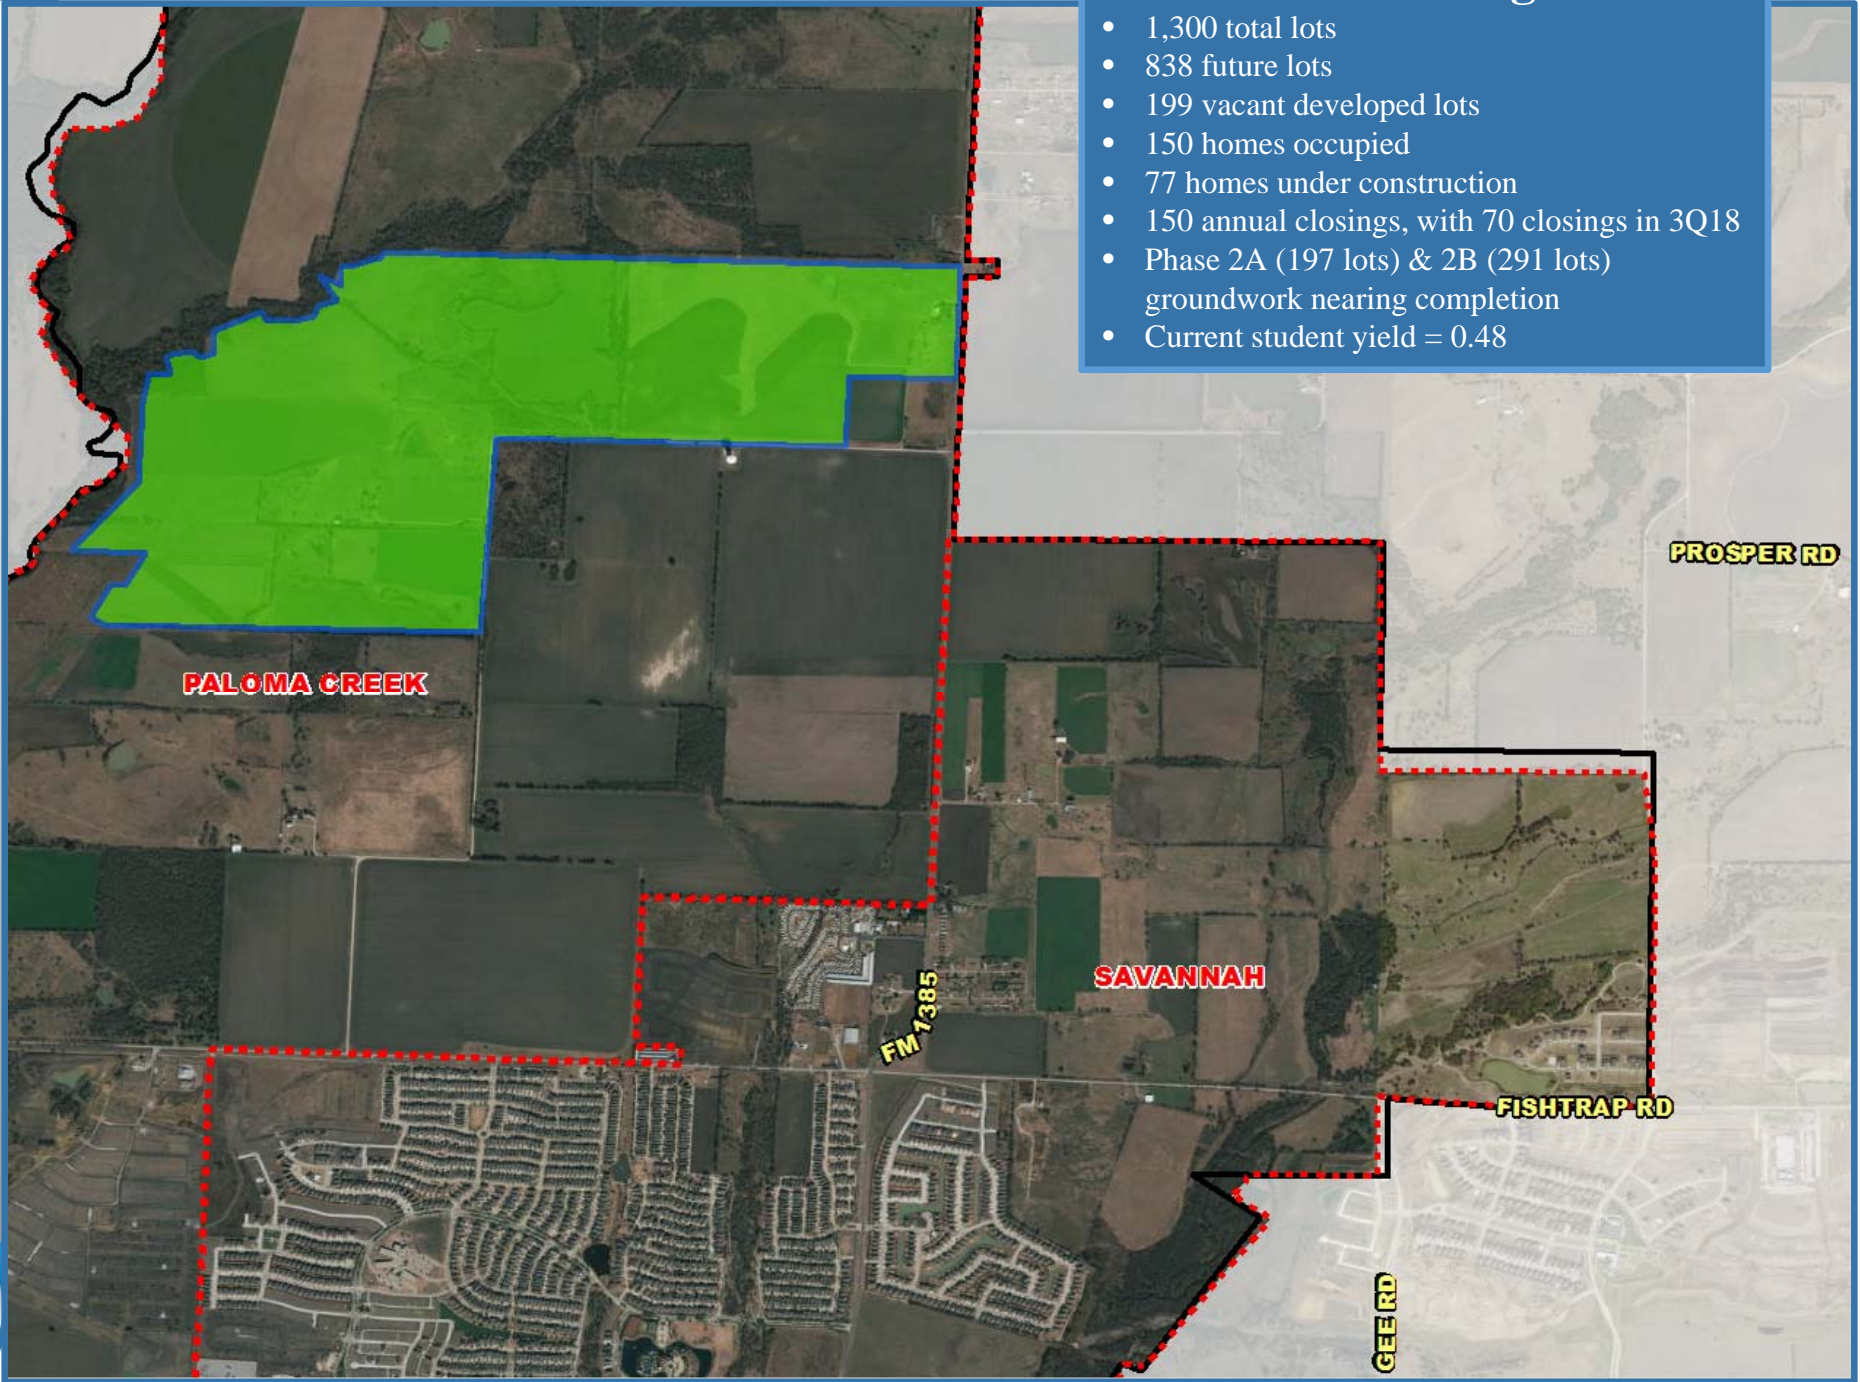 • 1,300 total lots
• 838 future lots
• 199 vacant developed lots
• 150 homes occupied
• 77 homes under construction
• 150 annual closings, with 70 closings in 3Q18
• Phase 2A (197 lots) & 2B (291 lots)
groundwork nearing completion
• Current student yield = 0.48
PROSPER RD
PALOMA CREEK
SAVANNAH
FM 1385
FISHTRAP RD
GEE RD